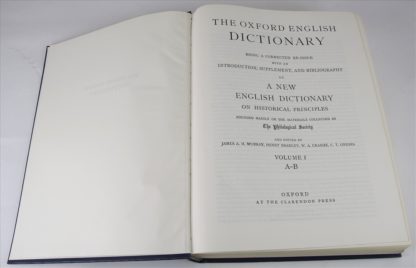 THE OXFORD ENGLISH
DICTIONARY
BEING A CORRECTED RE-ISSUE
WITH AN
INTRODUCTION, SUPPLEMENT, AND BIBLIOGRAPHY
OF
A NEW
ENGLISH DICTIONARY
ON HISTORICAL PRINCIPLES
FOUNDED MAINLY ON THE MATERIALS COLLECTED BY
The Philological Society
AND EDITED BY
JAMES A. H. MURRAY, HENRY BRADLEY, W. A. CRAIGIE, C. T. ONIONS
VOLUME I
A–B
OXFORD
AT THE CLARENDON PRESS